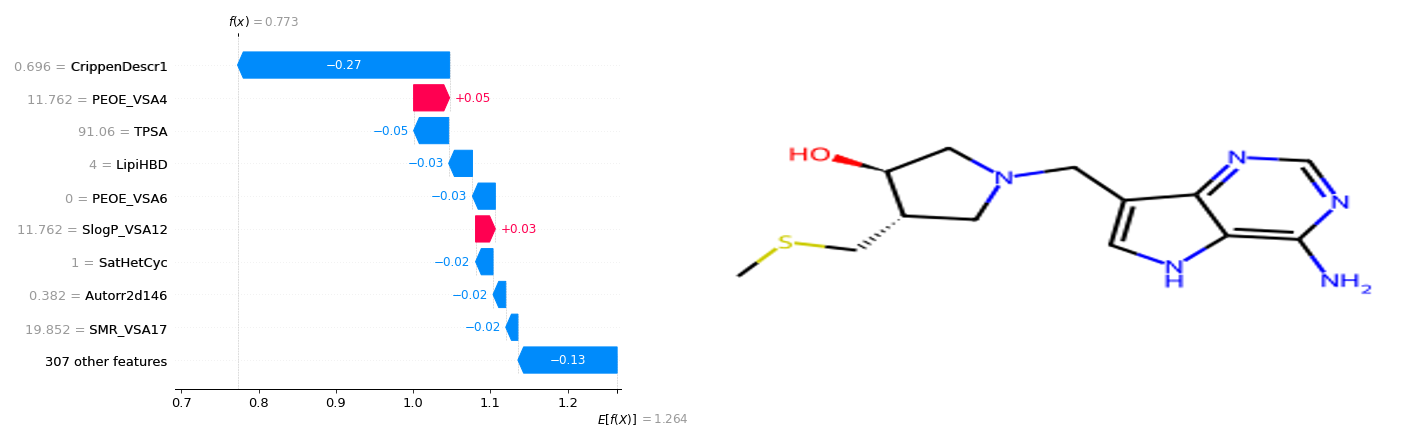 f(x) = 0.773
0.696 = CrippenDescr1
−0.27
11.762 = PEOE_VSA4
+0.05
91.06 = TPSA
−0.05
4 = LipiHBD
−0.03
0 = PEOE_VSA6
−0.03
11.762 = SlogP_VSA12
+0.03
1 = SatHetCyc
−0.02
0.382 = Autorr2d146
−0.02
19.852 = SMR_VSA17
−0.02
307 other features
−0.13
0.7 0.8 0.9 1.0 1.1 1.2
E[f(X)] = 1.264
HO
N
S
N
H
N
N
NH2